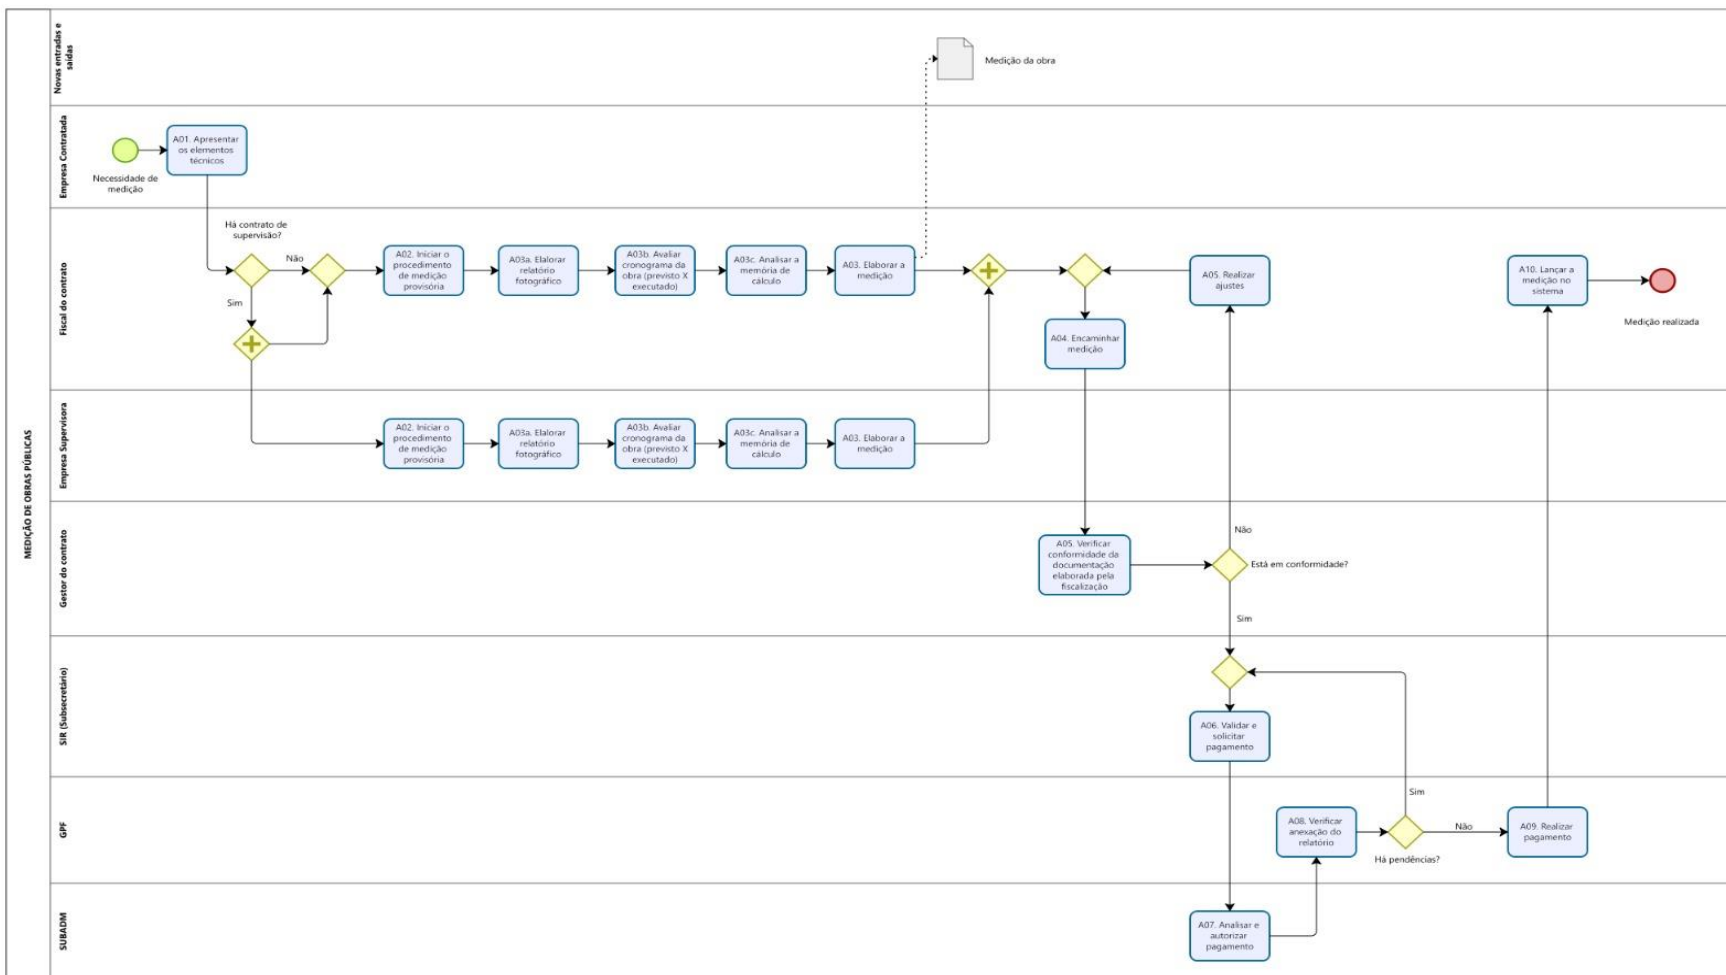 MEDIÇÃO DE OBRAS PÚBLICAS
Novas entradas e
saídas
Medição da obra
Empresa Contratada
Necessidade de
medição
A01. Apresentar
os elementos
técnicos
Fiscal do contrato
Há contrato de
supervisão?
Não
Sim
A02. Iniciar o
procedimento
de medição
provisória
A03a. Elalorar
relatório
fotográfico
A03b. Avaliar
cronograma da
obra (previsto X
executado)
A03c. Analisar a
memória de
cálculo
A03. Elaborar a
medição
A04. Encaminhar
medição
A05. Realizar
ajustes
A10. Lançar a
medição no
sistema
Medição realizada
Empresa Supervisora
A02. Iniciar o
procedimento
de medição
provisória
A03a. Elalorar
relatório
fotográfico
A03b. Avaliar
cronograma da
obra (previsto X
executado)
A03c. Analisar a
memória de
cálculo
A03. Elaborar a
medição
Gestor do contrato
A05. Verificar
conformidade da
documentação
elaborada pela
fiscalização
Não
Está em conformidade?
Sim
SIR (Subsecretário)
A06. Validar e
solicitar
pagamento
GPF
A08. Verificar
anexação do
relatório
Sim
Há pendências?
Não
A09. Realizar
pagamento
SUBADM
A07. Analisar e
autorizar
pagamento